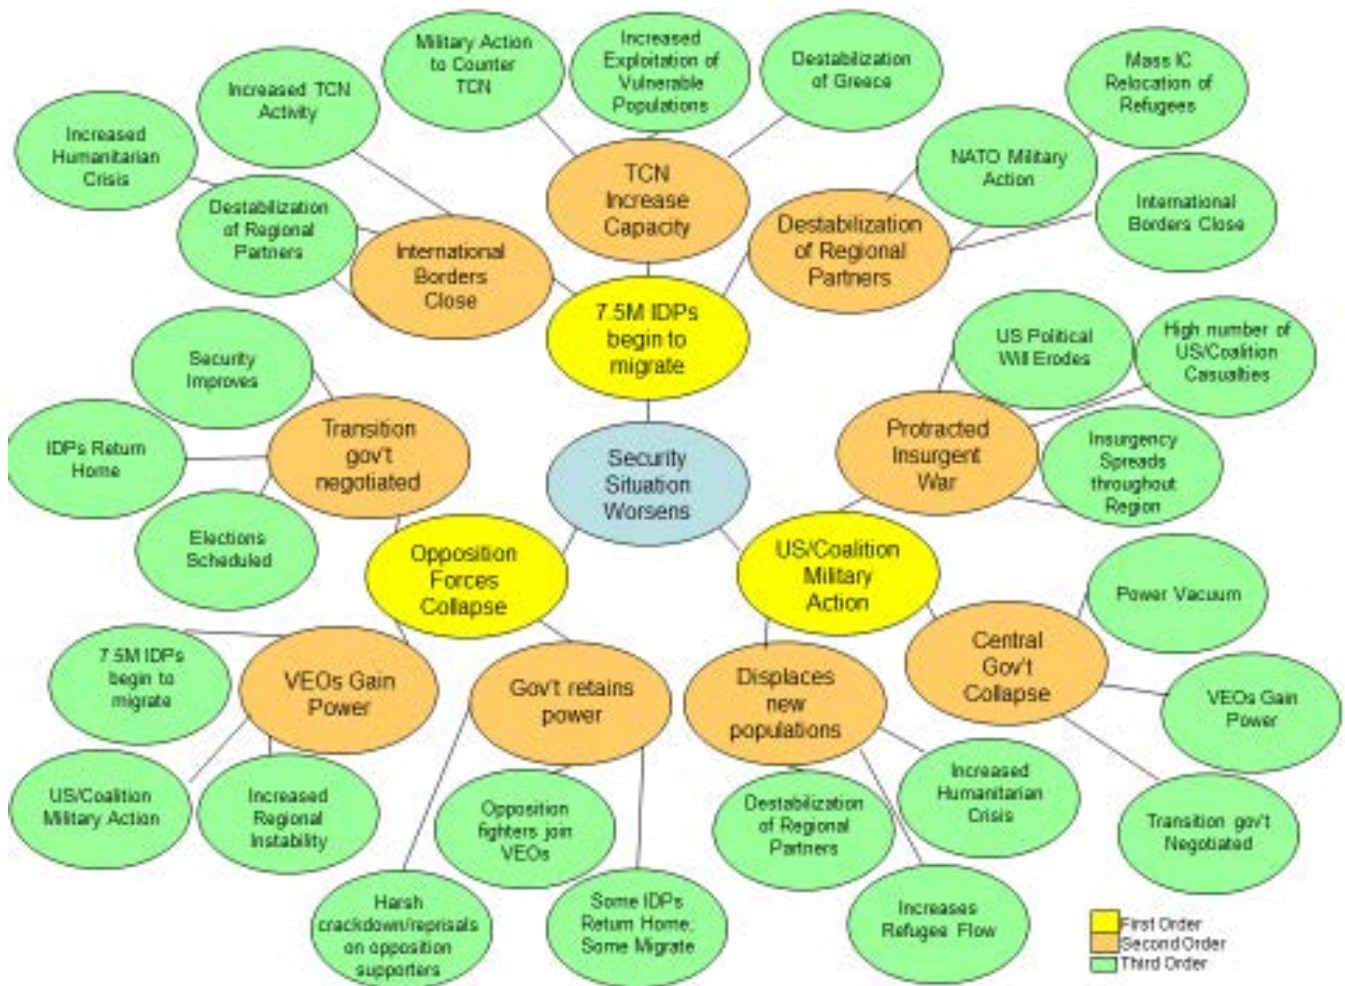 Military Action
to Counter
TCN
Increased
Exploitation of
Vulnerable
Populations
Destabilization
of Greece
Mass IC
Relocation of
Refugees
Increased TCN
Activity
Increased
Humanitarian
Crisis
TCN
Increase
Capacity
NATO Military
Action
Destabilization
of Regional
Partners
International
Borders
Close
Destabilization
of Regional
Partners
International
Borders Close
7.5M IDPs
begin to
migrate
Security
Improves
US Political
Will Erodes
High number of
US/Coalition
Casualties
IDPs Return
Home
Transition
gov't
negotiated
Security
Situation
Worsens
Protracted
Insurgent
War
Insurgency
Spreads
throughout
Region
Elections
Scheduled
Opposition
Forces
Collapse
US/Coalition
Military
Action
Power Vacuum
7.5M IDPs
begin to
migrate
VEOs Gain
Power
Gov't retains
power
Displaces
new
populations
Central
Gov't
Collapse
VEOs Gain
Power
US/Coalition
Military Action
Increased
Regional
Instability
Opposition
fighters join
VEOs
Destabilization
of Regional
Partners
Increased
Humanitarian
Crisis
Transition gov't
Negotiated
Harsh
crackdown/reprisals
on opposition
supporters
Some IDPs
Return Home;
Some Migrate
Increases
Refugee Flow
First Order
Second Order
Third Order